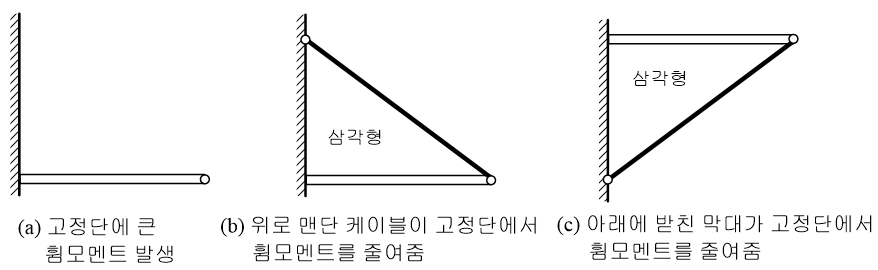 삼각형
삼각형
(a) 고정단에 큰
휨모멘트 발생
(b) 위로 맨단 케이블이 고정단에서
휨모멘트를 줄여줌
(c) 아래에 받친 막대가 고정단에서
휨모멘트를 줄여줌